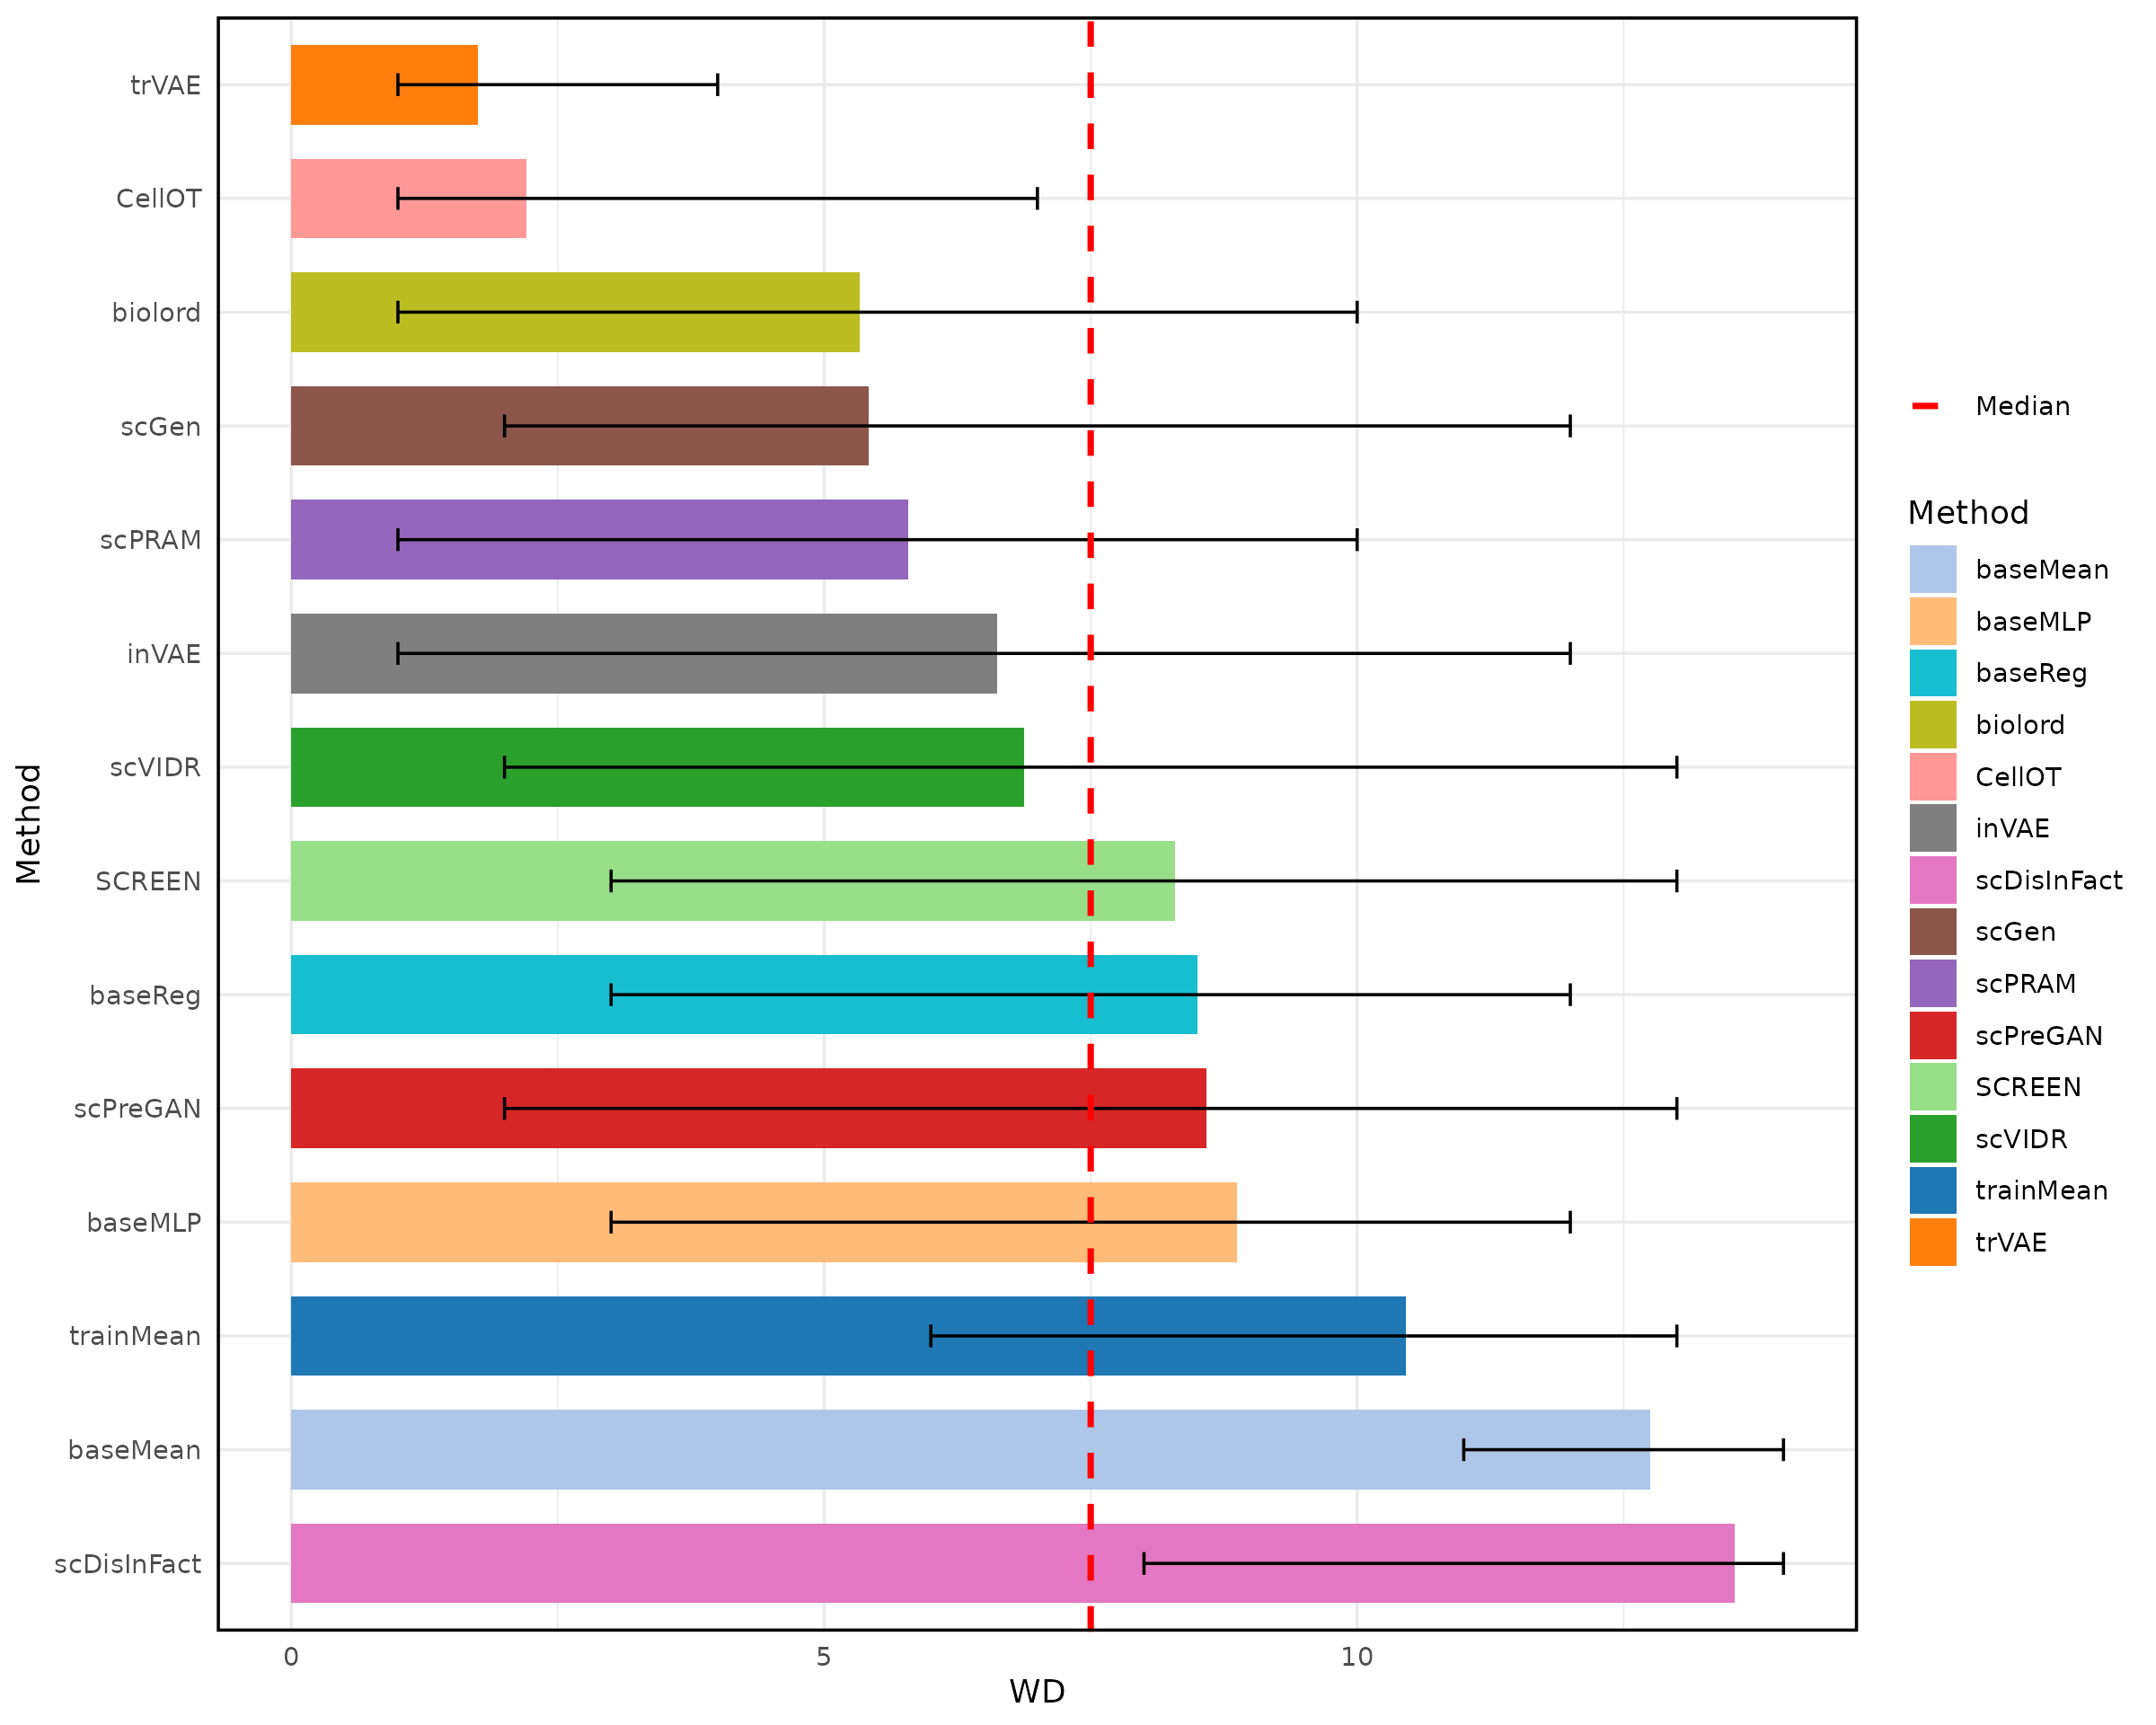 trVAE
CellOT
biolord
scGen
scPRAM
inVAE
scVIDR
SCREEN
baseReg
scPreGAN
baseMLP
trainMean
baseMean
scDisInFact
Method
0 5 10
WD
Median
Method
baseMean
baseMLP
baseReg
biolord
CellOT
inVAE
scDisInFact
scGen
scPRAM
scPreGAN
SCREEN
scVIDR
trainMean
trVAE